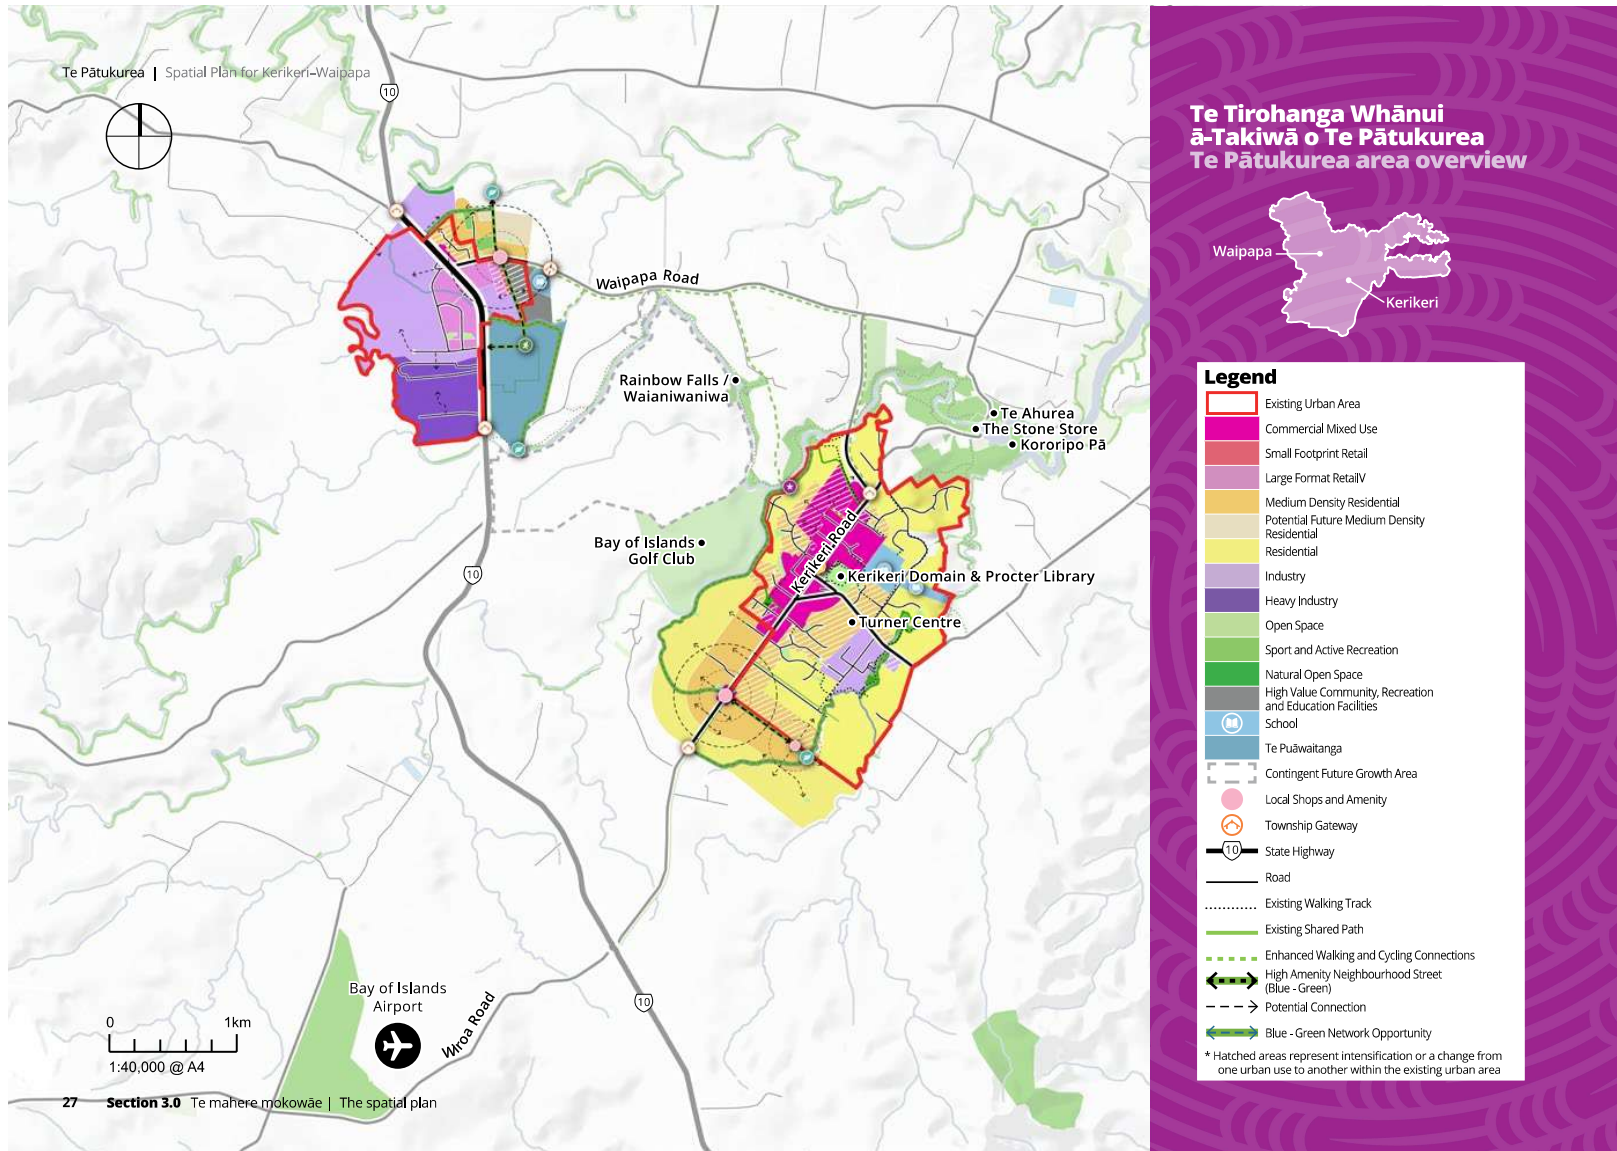 Te Pātukurea | Spatial Plan for Kerikeri–Waipapa
10
Waipapa Road
Rainbow Falls /
Waianiwaniwa
Te Ahurea
The Stone Store
Kororipo Pā
Bay of Islands
Golf Club
Kerikeri Road
10
Kerikeri Domain & Procter Library
Turner Centre
Bay of Islands
Airport
Wiroa Road
10
0 1km
1:40,000 @ A4
27 Section 3.0 Te mahere mokowāe | The spatial plan
Te Tirohanga Whānui
ā-Takiwā o Te Pātukurea
Te Pātukurea area overview
Waipapa
Kerikeri
Legend
Existing Urban Area
Commercial Mixed Use
Small Footprint Retail
Large Format RetailV
Medium Density Residential
Potential Future Medium Density
Residential
Residential
Industry
Heavy Industry
Open Space
Sport and Active Recreation
Natural Open Space
High Value Community, Recreation
and Education Facilities
School
Te Puāwaitanga
Contingent Future Growth Area
Local Shops and Amenity
Township Gateway
10 State Highway
Road
Existing Walking Track
Existing Shared Path
Enhanced Walking and Cycling Connections
High Amenity Neighbourhood Street
(Blue - Green)
Potential Connection
Blue - Green Network Opportunity
* Hatched areas represent intensification or a change from
one urban use to another within the existing urban area